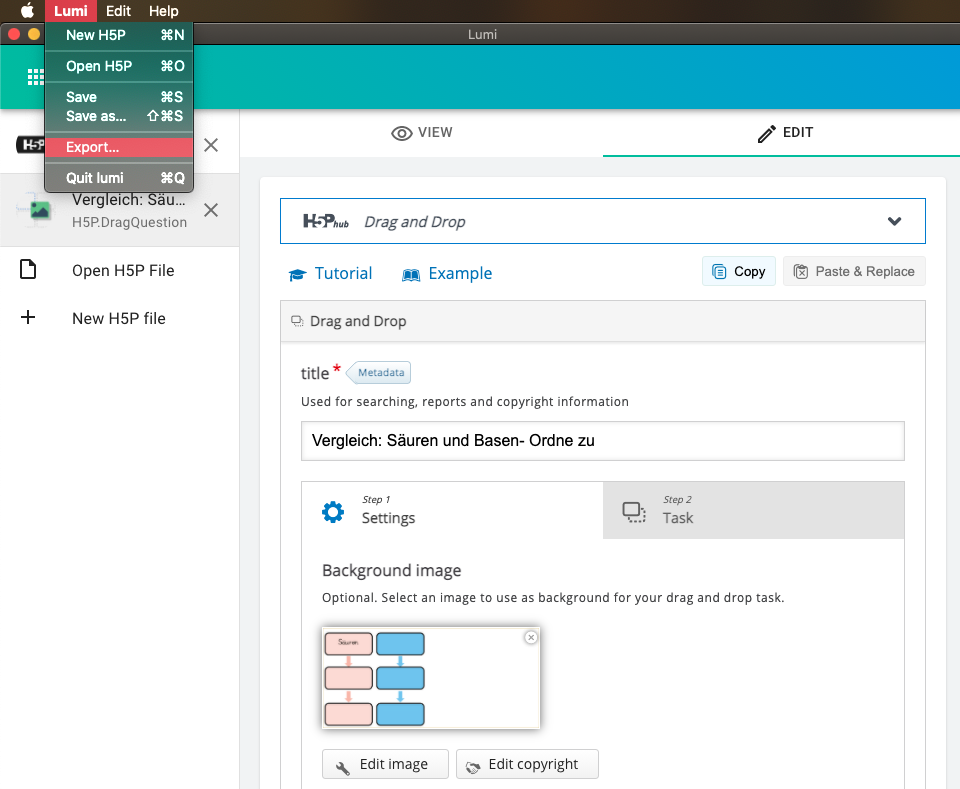 Lumi Edit Help
Lumi
New H5P ⌘N
Open H5P ⌘O
Save ⌘S
Save as... ⇧⌘S
Export...
Quit lumi ⌘Q
H5P
Vergleich: Säu...
H5P.DragQuestion
Open H5P File
New H5P file
VIEW
EDIT
H5P hub Drag and Drop
Tutorial Example Copy Paste & Replace
Drag and Drop
title * Metadata
Used for searching, reports and copyright information
Vergleich: Säuren und Basen- Ordne zu
Step 1
Settings
Step 2
Task
Background image
Optional. Select an image to use as background for your drag and drop task.
Säuren
Edit image Edit copyright